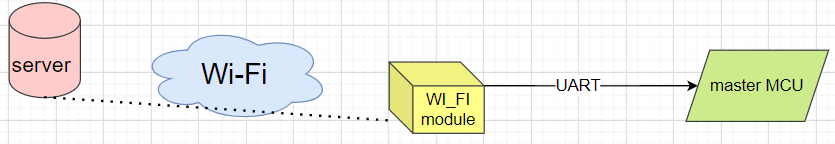 server
Wi-Fi
WI_FI
module
UART
master MCU